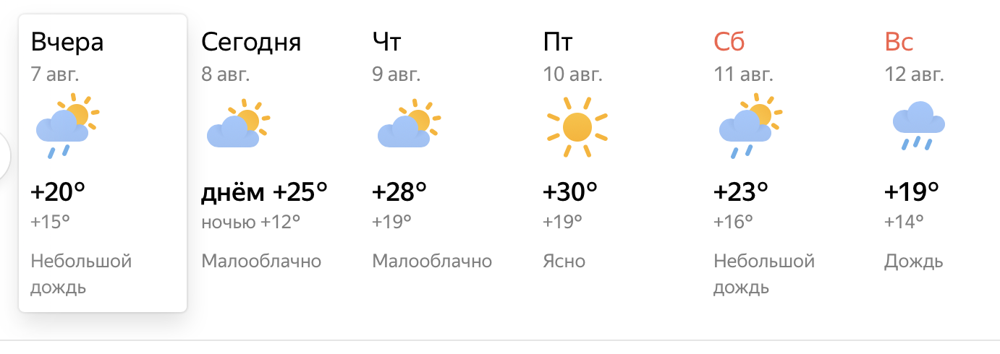 Вчера
7 авг.
+20°
+15°
Небольшой
дождь
Сегодня
8 авг.
днём +25°
ночью +12°
Малооблачно
Чт
9 авг.
+28°
+19°
Малооблачно
Пт
10 авг.
+30°
+19°
Ясно
Сб
11 авг.
+23°
+16°
Небольшой
дождь
Вс
12 авг.
+19°
+14°
Дождь